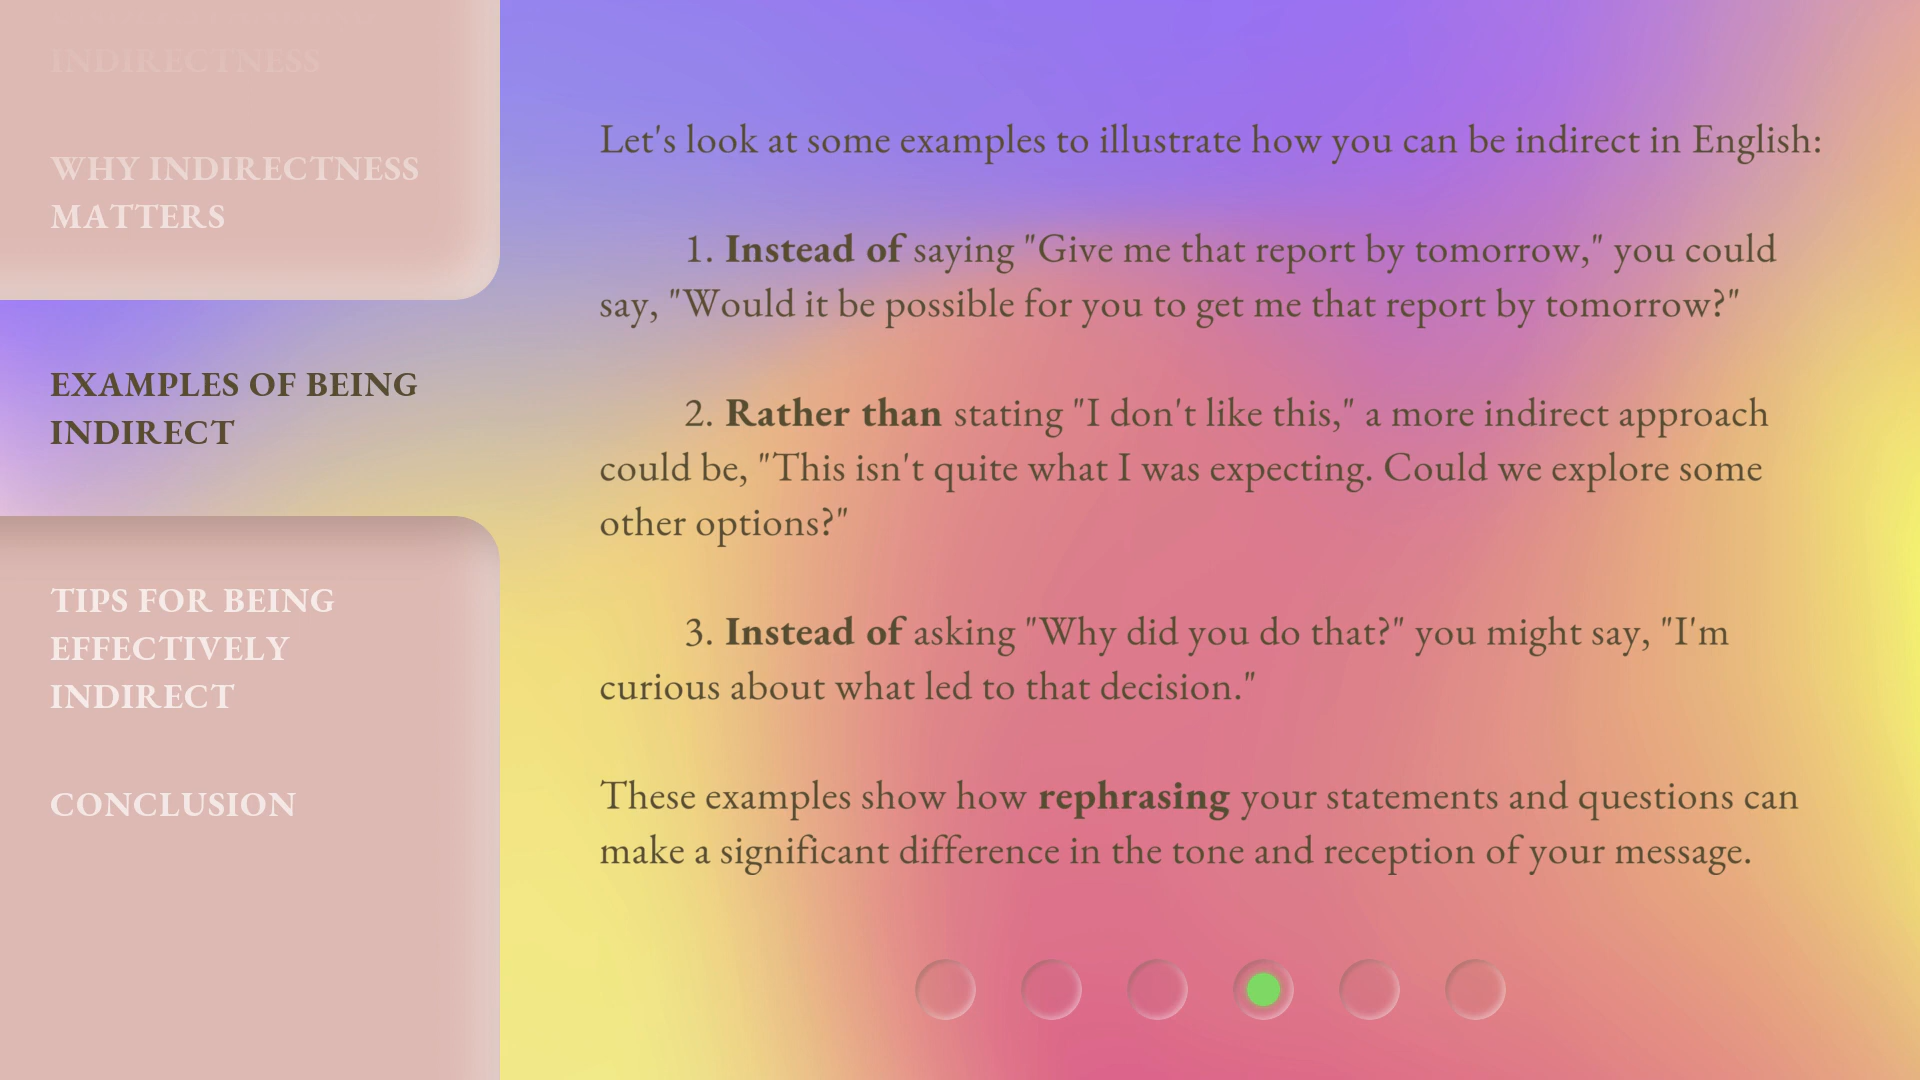 INDIRECTNESS
WHY INDIRECTNESS
MATTERS
EXAMPLES OF BEING
INDIRECT
TIPS FOR BEING
EFFECTIVELY
INDIRECT
CONCLUSION
Let's look at some examples to illustrate how you can be indirect in English:
1. Instead of saying "Give me that report by tomorrow," you could
say, "Would it be possible for you to get me that report by tomorrow?"
2. Rather than stating "I don't like this," a more indirect approach
could be, "This isn't quite what I was expecting. Could we explore some
other options?"
3. Instead of asking "Why did you do that?" you might say, "I'm
curious about what led to that decision."
These examples show how rephrasing your statements and questions can
make a significant difference in the tone and reception of your message.